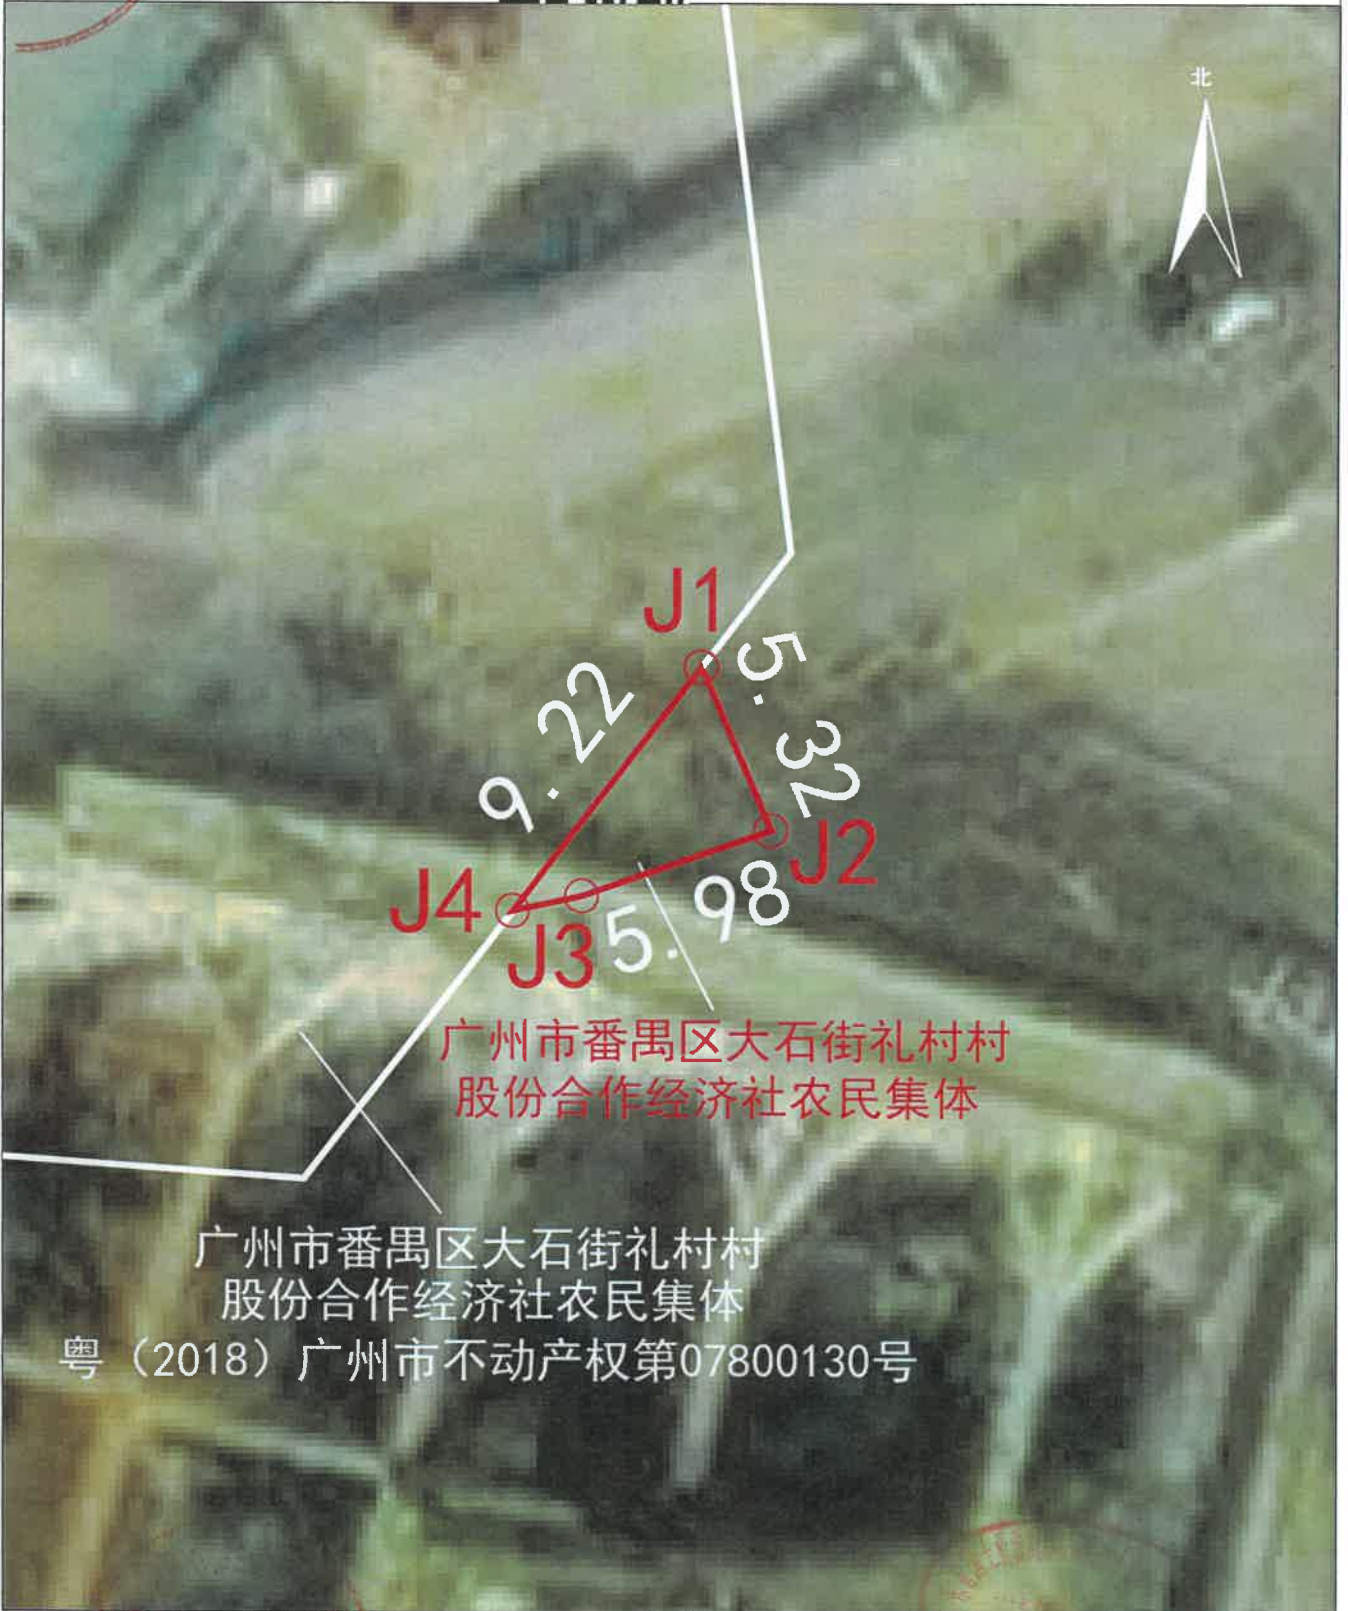 北
J1
5.32
9.22
J2
J4
5.98
J3
广州市番禺区大石街礼村村
股份合作经济社农民集体
广州市番禺区大石街礼村村
股份合作经济社农民集体
粤（2018）广州市不动产权第07800130号